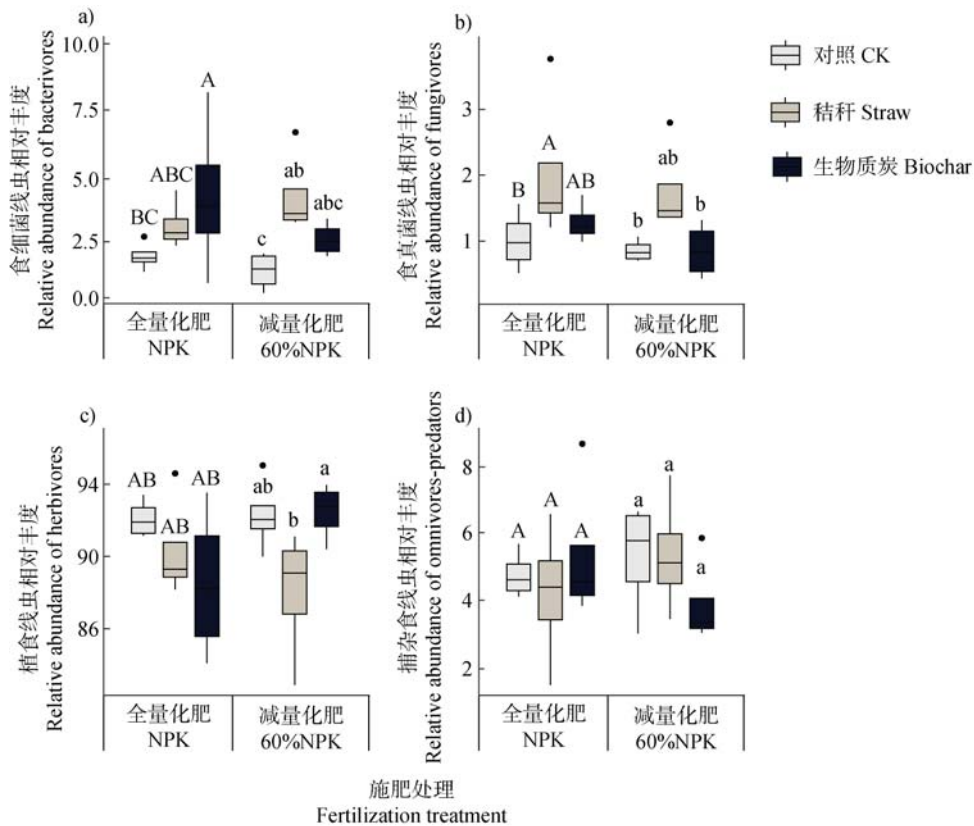 a)
食细菌线虫相对丰度
Relative abundance of bacterivores
10.0
7.5
5.0
2.5
0.0
BC
ABC
A
c
ab
abc
全量化肥
NPK
减量化肥
60%NPK
b)
食真菌线虫相对丰度
Relative abundance of fungivores
3
2
1
B
A
AB
b
ab
b
全量化肥
NPK
减量化肥
60%NPK
对照 CK
秸秆 Straw
生物质炭 Biochar
c)
植食线虫相对丰度
Relative abundance of herbivores
94
90
86
AB
AB
AB
ab
b
a
全量化肥
NPK
减量化肥
60%NPK
d)
捕杂食线虫相对丰度
Relative abundance of omnivores-predators
8
6
4
2
A
A
A
a
a
a
全量化肥
NPK
减量化肥
60%NPK
施肥处理
Fertilization treatment